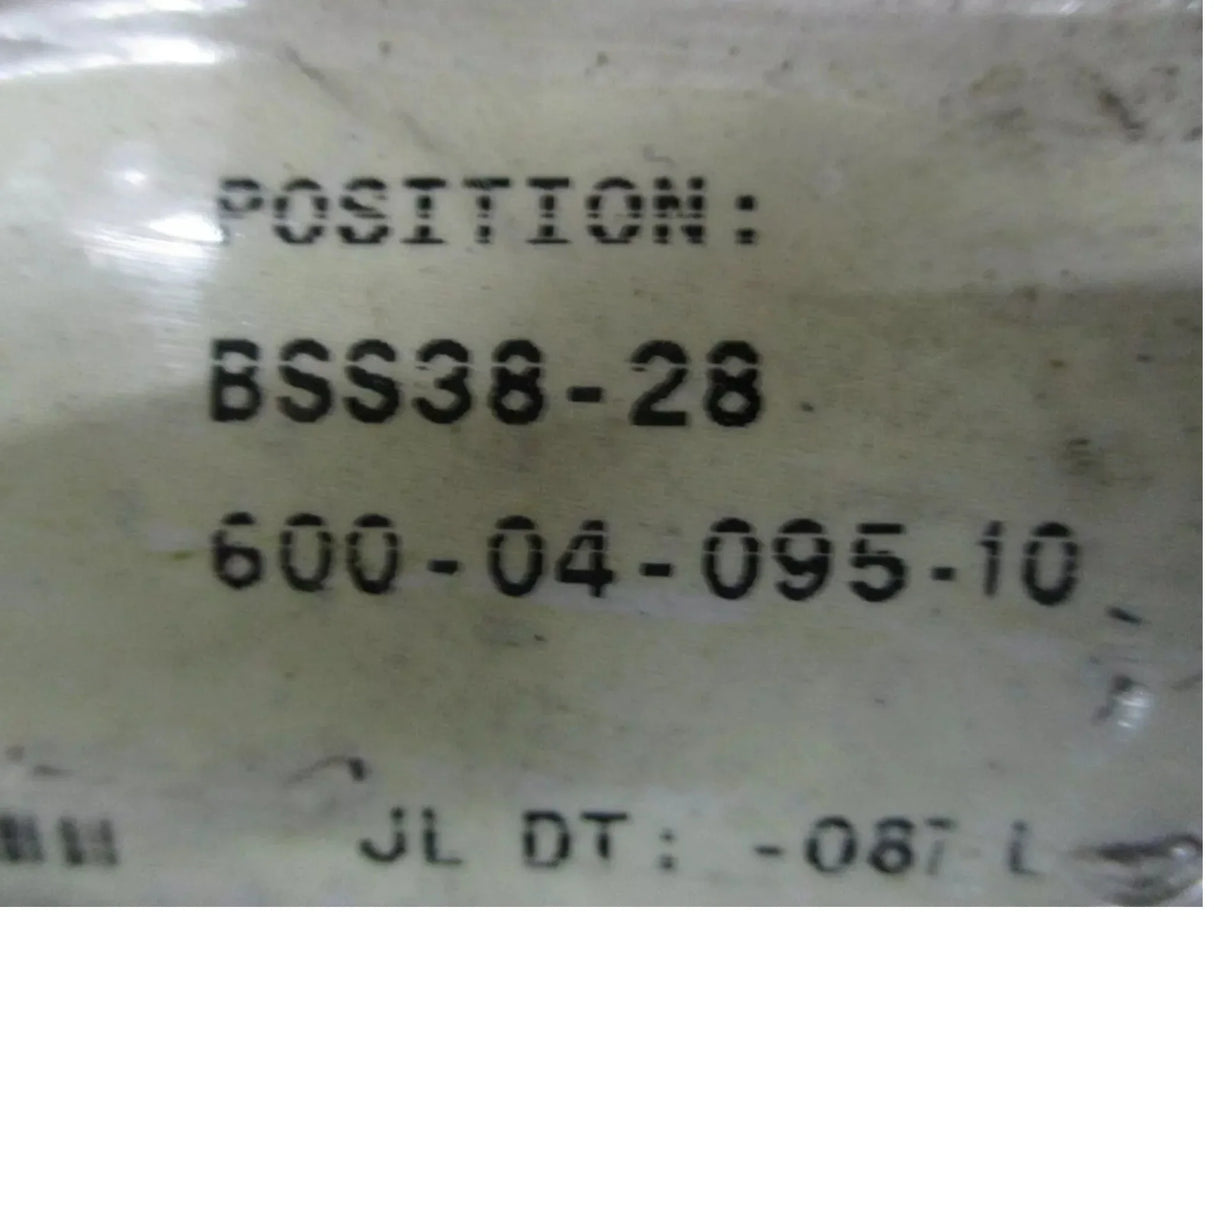 POSITION:
BSS38-28
600-04-095-10
JL DT: